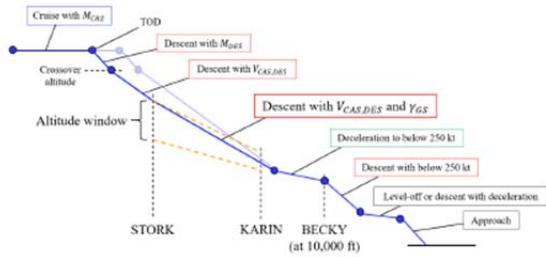 Cruise with M_CRZ
TOD
Descent with M_DES
Crossover
altitude
Descent with V_CAS,DES
Descent with V_CAS,DES and γ_GS
Altitude window
Deceleration to below 250 kt
Descent with below 250 kt
Level-off or descent with deceleration
Approach
STORK
KARIN
BECKY
(at 10,000 ft)